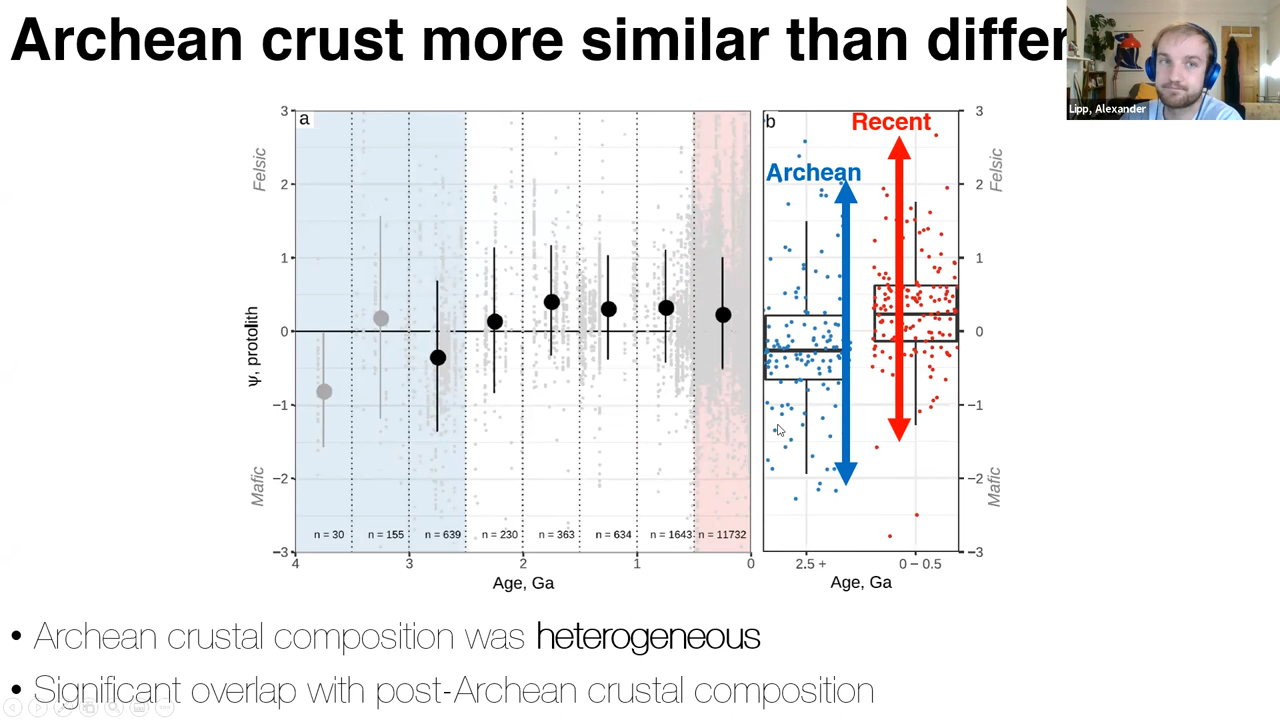 Archean crust more similar than differ
Lipp, Alexander
a
b
Recent
Archean
Felsic
Mafic
ψ, protolith
3
2
1
0
−1
−2
−3
n = 30
n = 155
n = 639
n = 230
n = 363
n = 634
n = 1643
n = 11732
4
3
2
1
0
Age, Ga
3
2
1
0
−1
−2
−3
Felsic
Mafic
2.5 +
0 − 0.5
Age, Ga
• Archean crustal composition was heterogeneous
• Significant overlap with post-Archean crustal composition